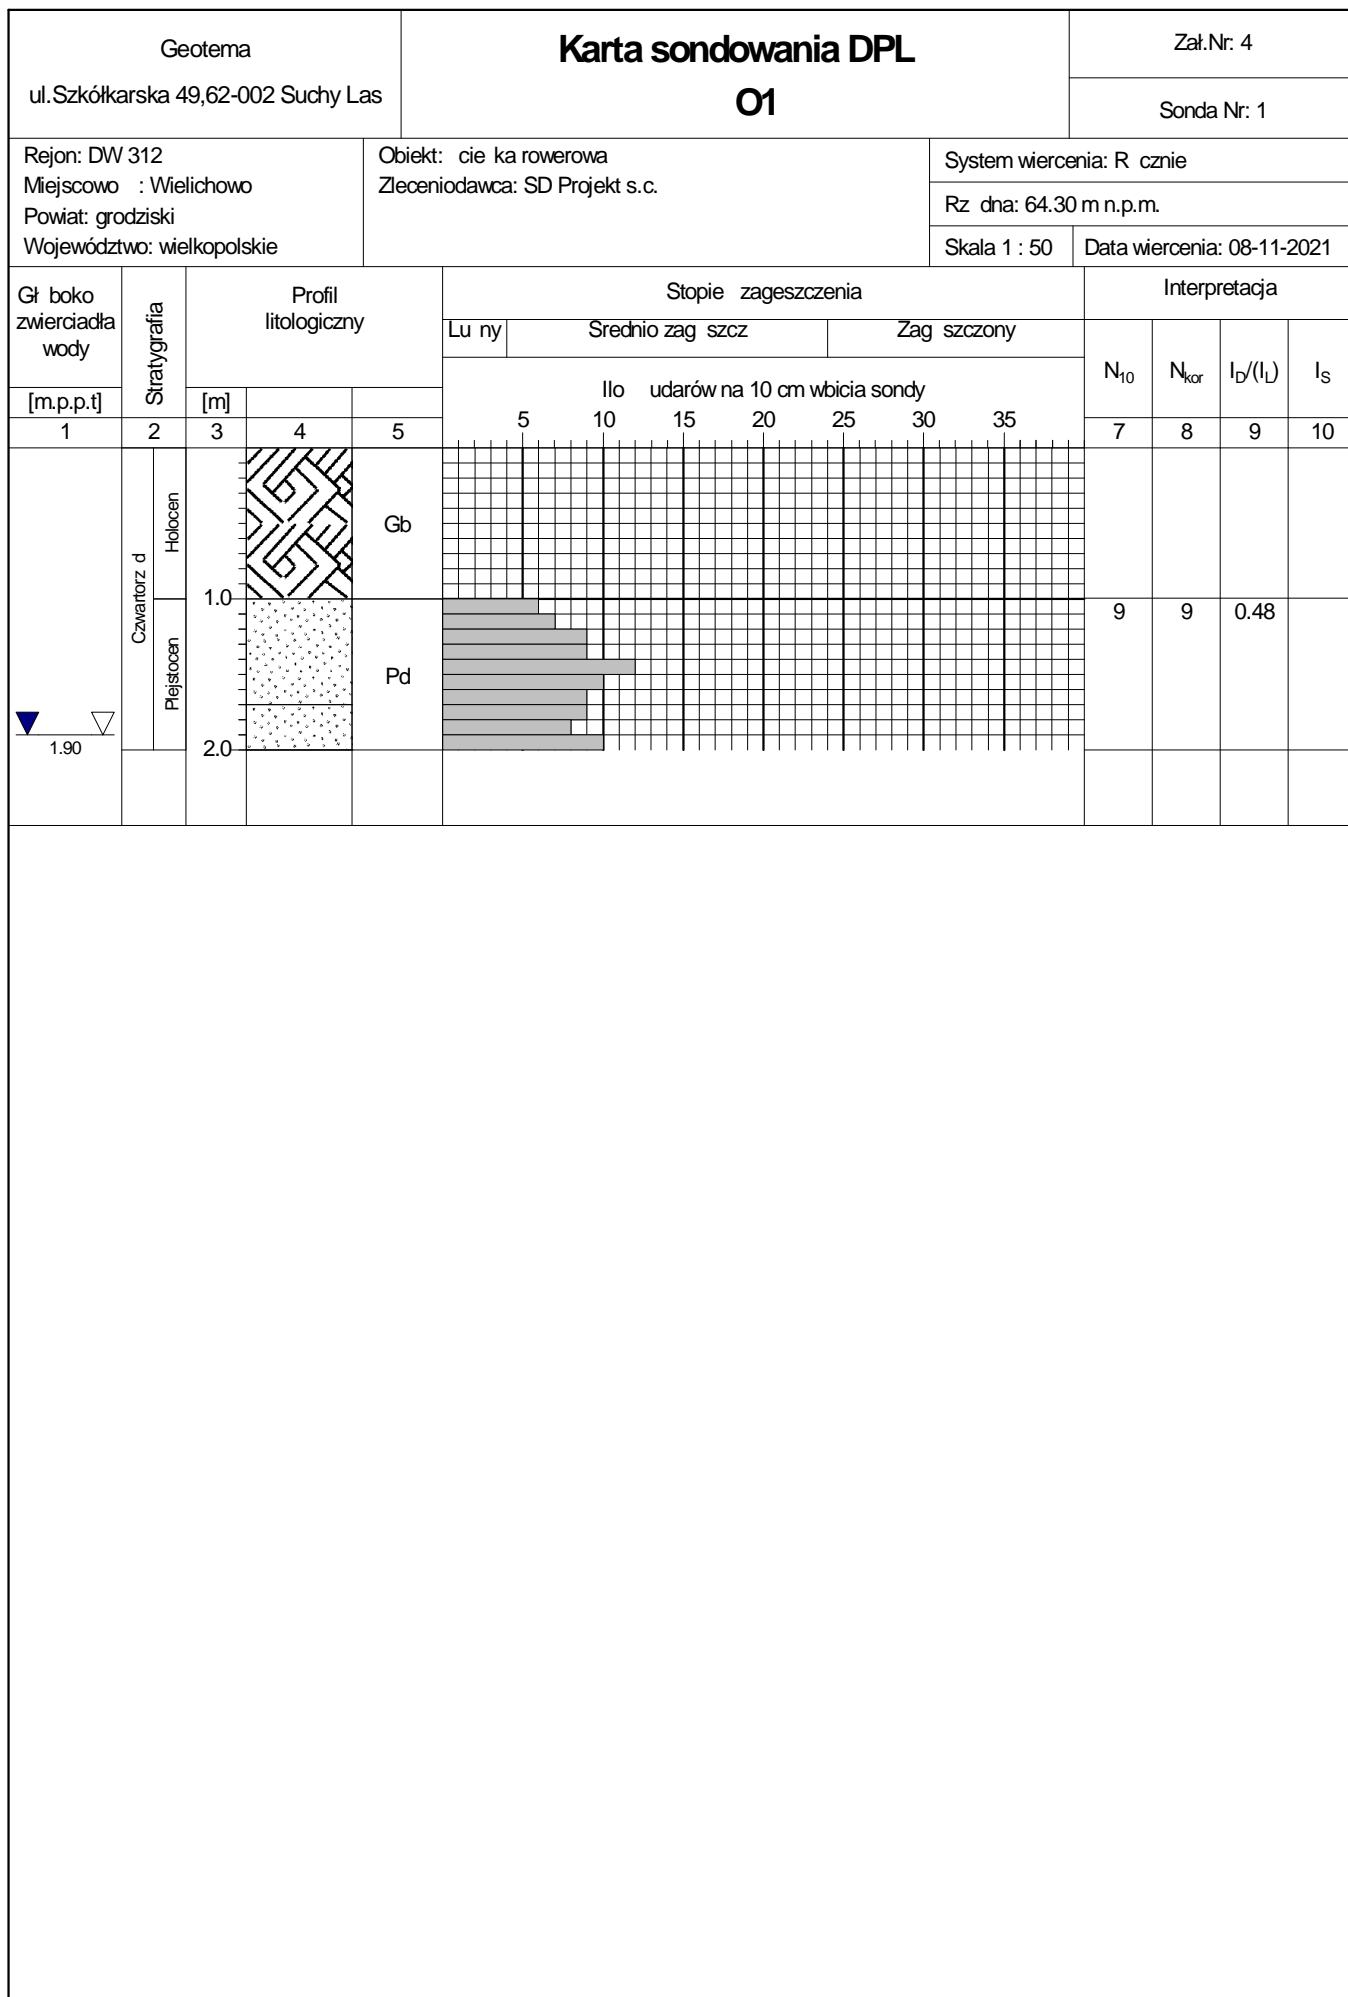 Geotema
ul.Szkółkarska 49,62-002 Suchy Las
Karta sondowania DPL
O1
Zał.Nr: 4
Sonda Nr: 1
Rejon: DW 312
Miejscowo : Wielichowo
Powiat: grodziski
Województwo: wielkopolskie
Obiekt: cie ka rowerowa
Zleceniodawca: SD Projekt s.c.
System wiercenia: R cznie
Rz dna: 64.30 m n.p.m.
Skala 1 : 50
Data wiercenia: 08-11-2021
Gł boko
zwierciadła
wody
[m.p.p.t]
Stratygrafia
Profil
litologiczny
[m]
Stopie zageszczenia
Lu ny
Srednio zag szcz
Zag szczony
Ilo udarów na 10 cm wbicia sondy
5 10 15 20 25 30 35
Interpretacja
N10
Nkor
ID/(IL)
IS
1 2 3 4 5 7 8 9 10
Czwartorz d
Holocen
Gb
1.0
Plejstocen
Pd
9 9 0.48
1.90
2.0